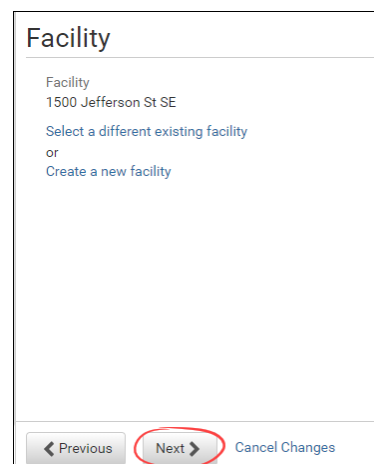 Facility
Facility
1500 Jefferson St SE
Select a different existing facility
or
Create a new facility
Previous Next Cancel Changes